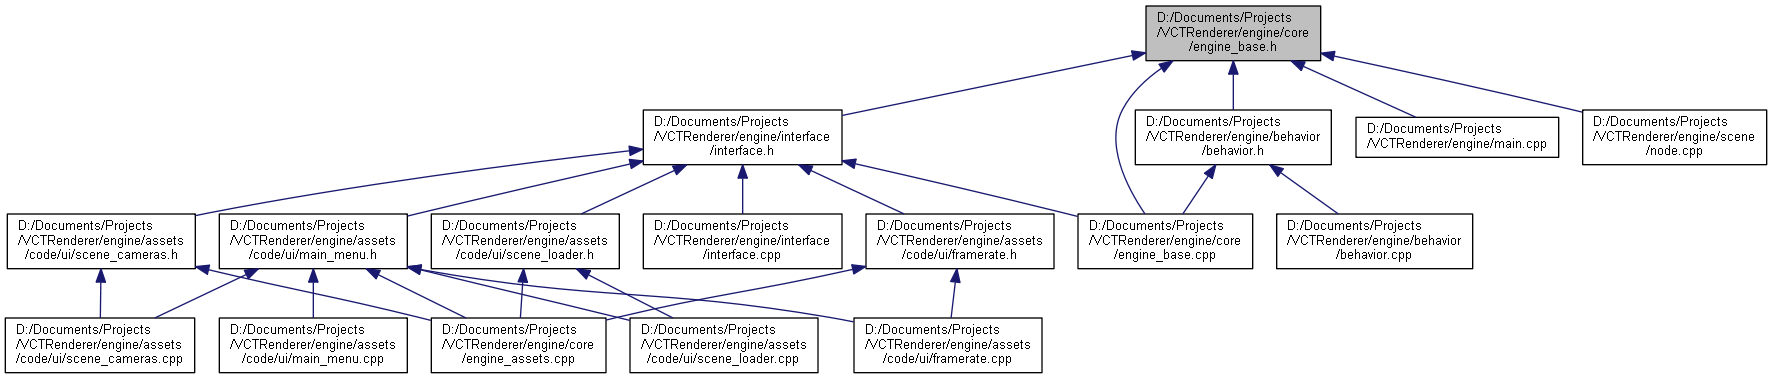 D:/Documents/Projects
/VCTRenderer/engine/core
/engine_base.h
D:/Documents/Projects
/VCTRenderer/engine/interface
/interface.h
D:/Documents/Projects
/VCTRenderer/engine/behavior
/behavior.h
D:/Documents/Projects
/VCTRenderer/engine/main.cpp
D:/Documents/Projects
/VCTRenderer/engine/scene
/node.cpp
D:/Documents/Projects
/VCTRenderer/engine/assets
/code/ui/scene_cameras.h
D:/Documents/Projects
/VCTRenderer/engine/assets
/code/ui/main_menu.h
D:/Documents/Projects
/VCTRenderer/engine/assets
/code/ui/scene_loader.h
D:/Documents/Projects
/VCTRenderer/engine/interface
/interface.cpp
D:/Documents/Projects
/VCTRenderer/engine/assets
/code/ui/framerate.h
D:/Documents/Projects
/VCTRenderer/engine/core
/engine_base.cpp
D:/Documents/Projects
/VCTRenderer/engine/behavior
/behavior.cpp
D:/Documents/Projects
/VCTRenderer/engine/assets
/code/ui/scene_cameras.cpp
D:/Documents/Projects
/VCTRenderer/engine/assets
/code/ui/main_menu.cpp
D:/Documents/Projects
/VCTRenderer/engine/core
/engine_assets.cpp
D:/Documents/Projects
/VCTRenderer/engine/assets
/code/ui/scene_loader.cpp
D:/Documents/Projects
/VCTRenderer/engine/assets
/code/ui/framerate.cpp